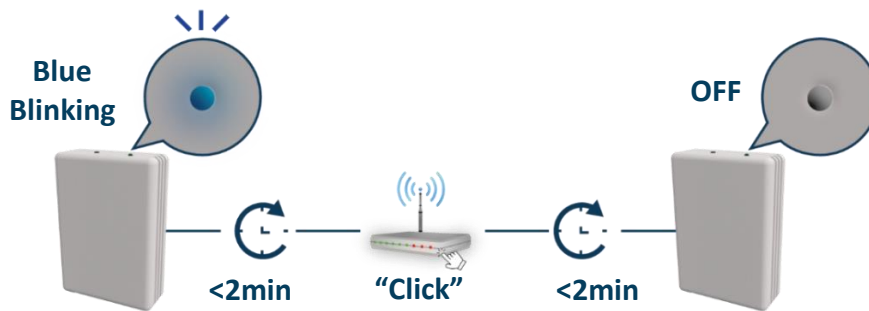 Blue
Blinking
OFF
<2min
“Click”
<2min